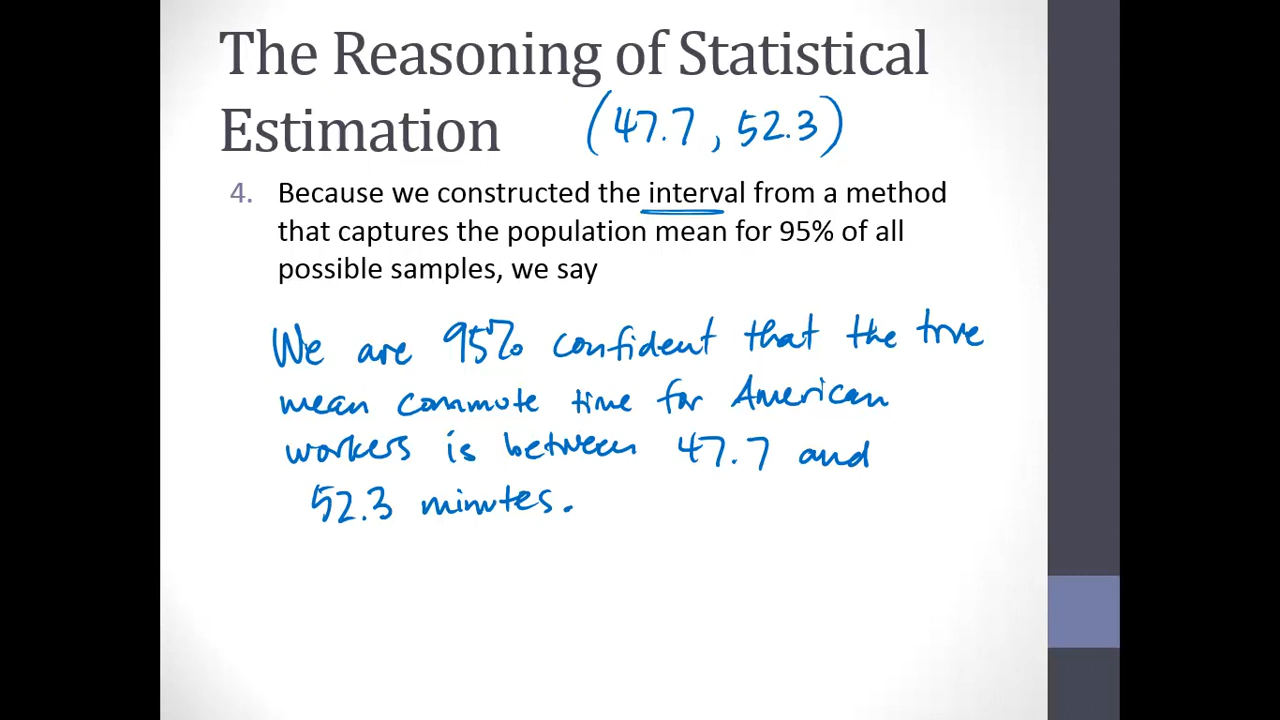 The Reasoning of Statistical
Estimation (47.7, 52.3)
4. Because we constructed the interval from a method
that captures the population mean for 95% of all
possible samples, we say
We are 95% confident that the true
mean commute time for American
workers is between 47.7 and
52.3 minutes.